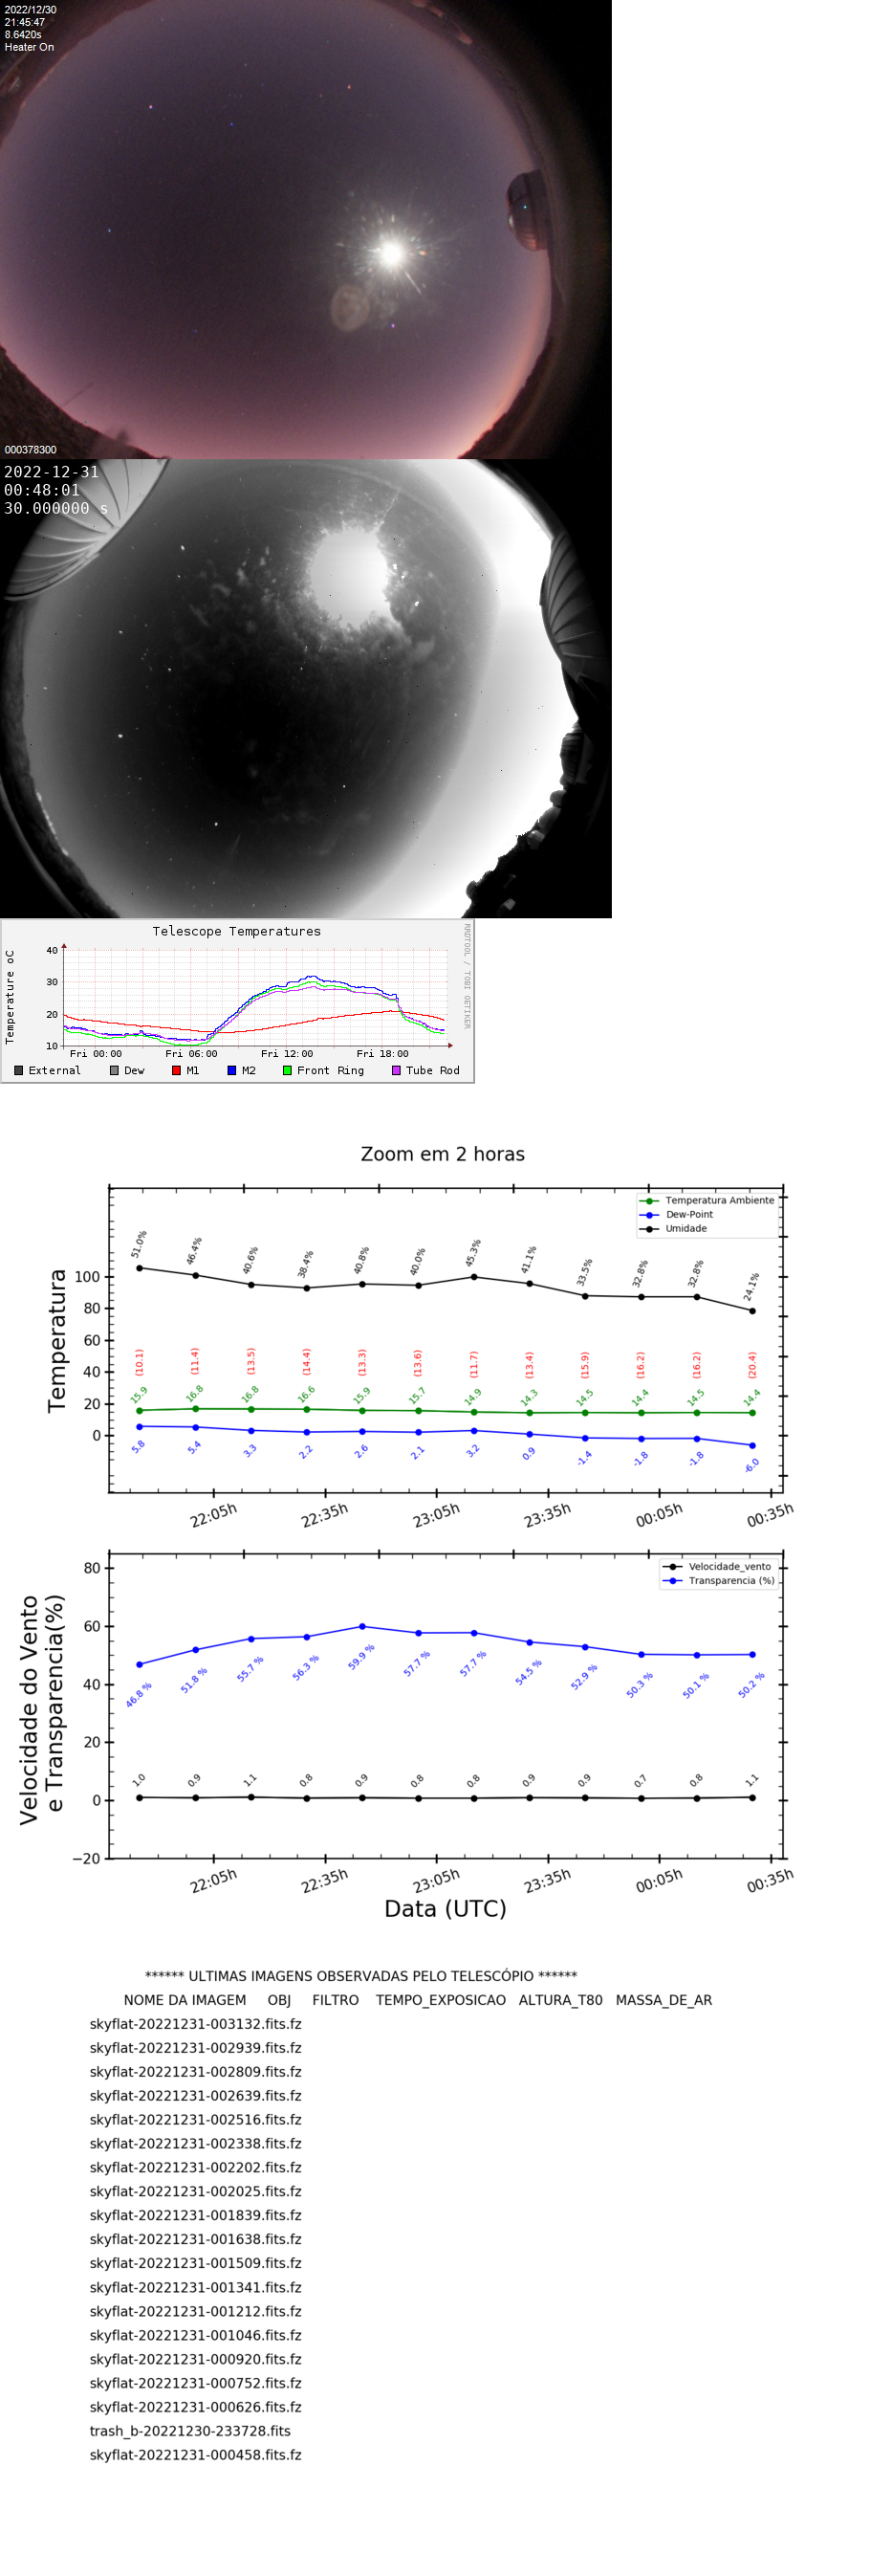 2022/12/30
21:45:47
8.6420s
Heater On
000378300
2022-12-31
00:48:01
30.000000 s
Telescope Temperatures
RRDTOOL / TOBI OETIKER
Temperature oC
40
30
20
10
Fri 00:00 Fri 06:00 Fri 12:00 Fri 18:00
External Dew M1 M2 Front Ring Tube Rod
Zoom em 2 horas
Temperatura Ambiente
Dew-Point
Umidade
Temperatura
100
80
60
40
20
0
51.0% 46.4% 40.6% 38.4% 40.8% 40.0% 45.3% 41.1% 33.5% 32.8% 32.8% 24.1%
(10.1) (11.4) (13.5) (14.4) (13.3) (13.6) (11.7) (13.4) (15.9) (16.2) (16.2) (20.4)
15.9 16.8 16.8 16.6 15.9 15.7 14.9 14.3 14.5 14.4 14.5 14.4
5.8 5.4 3.3 2.2 2.6 2.1 3.2 0.9 -1.4 -1.8 -1.8 -6.0
22:05h 22:35h 23:05h 23:35h 00:05h 00:35h
Velocidade_vento
Transparencia (%)
Velocidade do Vento
e Transparencia(%)
80
60
40
20
0
−20
46.8 % 51.8 % 55.7 % 56.3 % 59.9 % 57.7 % 57.7 % 54.5 % 52.9 % 50.3 % 50.1 % 50.2 %
1.0 0.9 1.1 0.8 0.9 0.8 0.8 0.9 0.9 0.7 0.8 1.1
22:05h 22:35h 23:05h 23:35h 00:05h 00:35h
Data (UTC)
****** ULTIMAS IMAGENS OBSERVADAS PELO TELESCÓPIO ******
NOME DA IMAGEM OBJ FILTRO TEMPO_EXPOSICAO ALTURA_T80 MASSA_DE_AR
skyflat-20221231-003132.fits.fz
skyflat-20221231-002939.fits.fz
skyflat-20221231-002809.fits.fz
skyflat-20221231-002639.fits.fz
skyflat-20221231-002516.fits.fz
skyflat-20221231-002338.fits.fz
skyflat-20221231-002202.fits.fz
skyflat-20221231-002025.fits.fz
skyflat-20221231-001839.fits.fz
skyflat-20221231-001638.fits.fz
skyflat-20221231-001509.fits.fz
skyflat-20221231-001341.fits.fz
skyflat-20221231-001212.fits.fz
skyflat-20221231-001046.fits.fz
skyflat-20221231-000920.fits.fz
skyflat-20221231-000752.fits.fz
skyflat-20221231-000626.fits.fz
trash_b-20221230-233728.fits
skyflat-20221231-000458.fits.fz